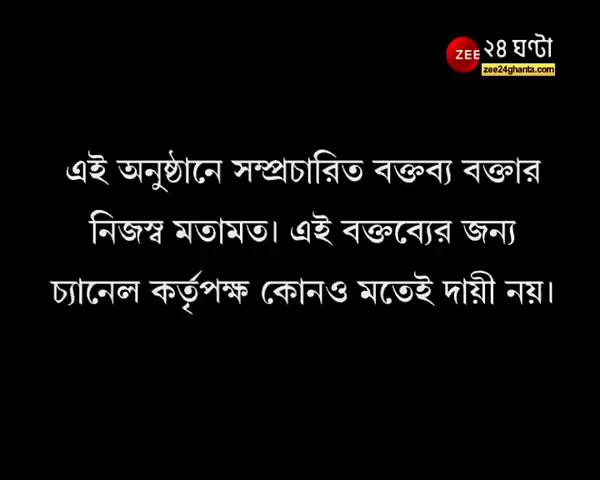 ZEE ২৪ ঘণ্টা
zee24ghanta.com
এই অনুষ্ঠানে সম্প্রচারিত বক্তব্য বক্তার
নিজস্ব মতামত। এই বক্তব্যের জন্য
চ্যানেল কর্তৃপক্ষ কোনও মতেই দায়ী নয়।